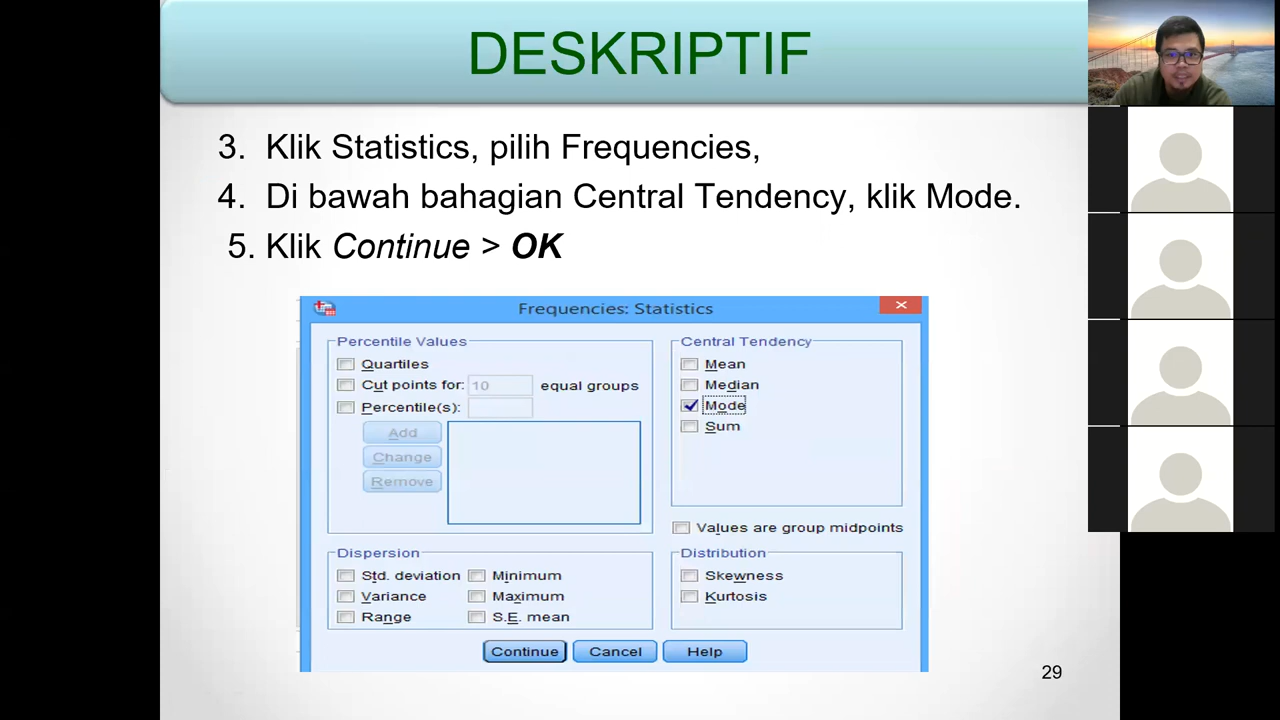 DESKRIPTIF
3. Klik Statistics, pilih Frequencies,
4. Di bawah bahagian Central Tendency, klik Mode.
5. Klik Continue > OK
Frequencies: Statistics
Percentile Values
Quartiles
Cut points for: 10 equal groups
Percentile(s):
Add
Change
Remove
Central Tendency
Mean
Median
Mode
Sum
Values are group midpoints
Dispersion
Std. deviation Minimum
Variance Maximum
Range S.E. mean
Distribution
Skewness
Kurtosis
Continue Cancel Help
29